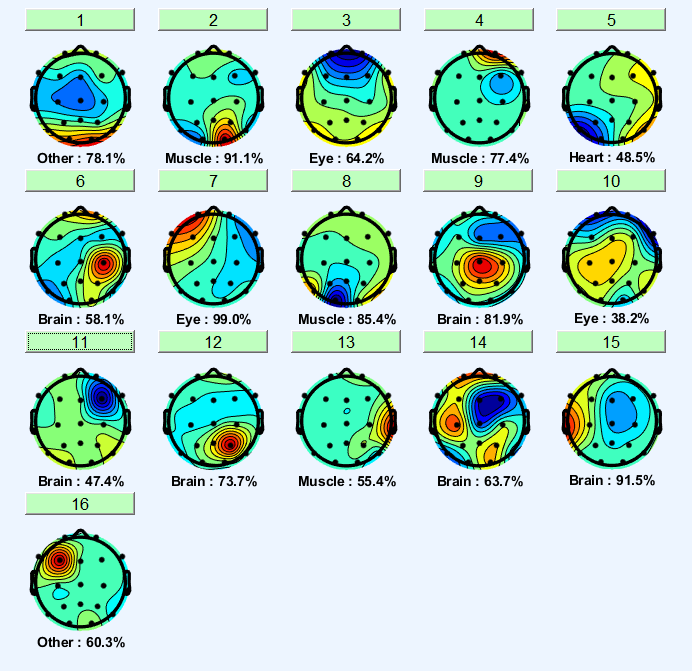 1 2 3 4 5
Other : 78.1% Muscle : 91.1% Eye : 64.2% Muscle : 77.4% Heart : 48.5%
6 7 8 9 10
Brain : 58.1% Eye : 99.0% Muscle : 85.4% Brain : 81.9% Eye : 38.2%
11 12 13 14 15
Brain : 47.4% Brain : 73.7% Muscle : 55.4% Brain : 63.7% Brain : 91.5%
16
Other : 60.3%